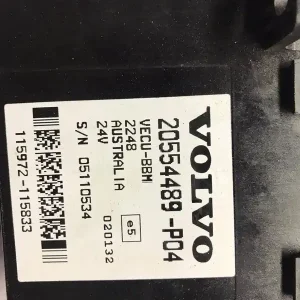 VOLVO
20554489-P04
VECU-BBM
2248
AUSTRALIA
24V
e5
020132
S/N 05110534
115972-115833